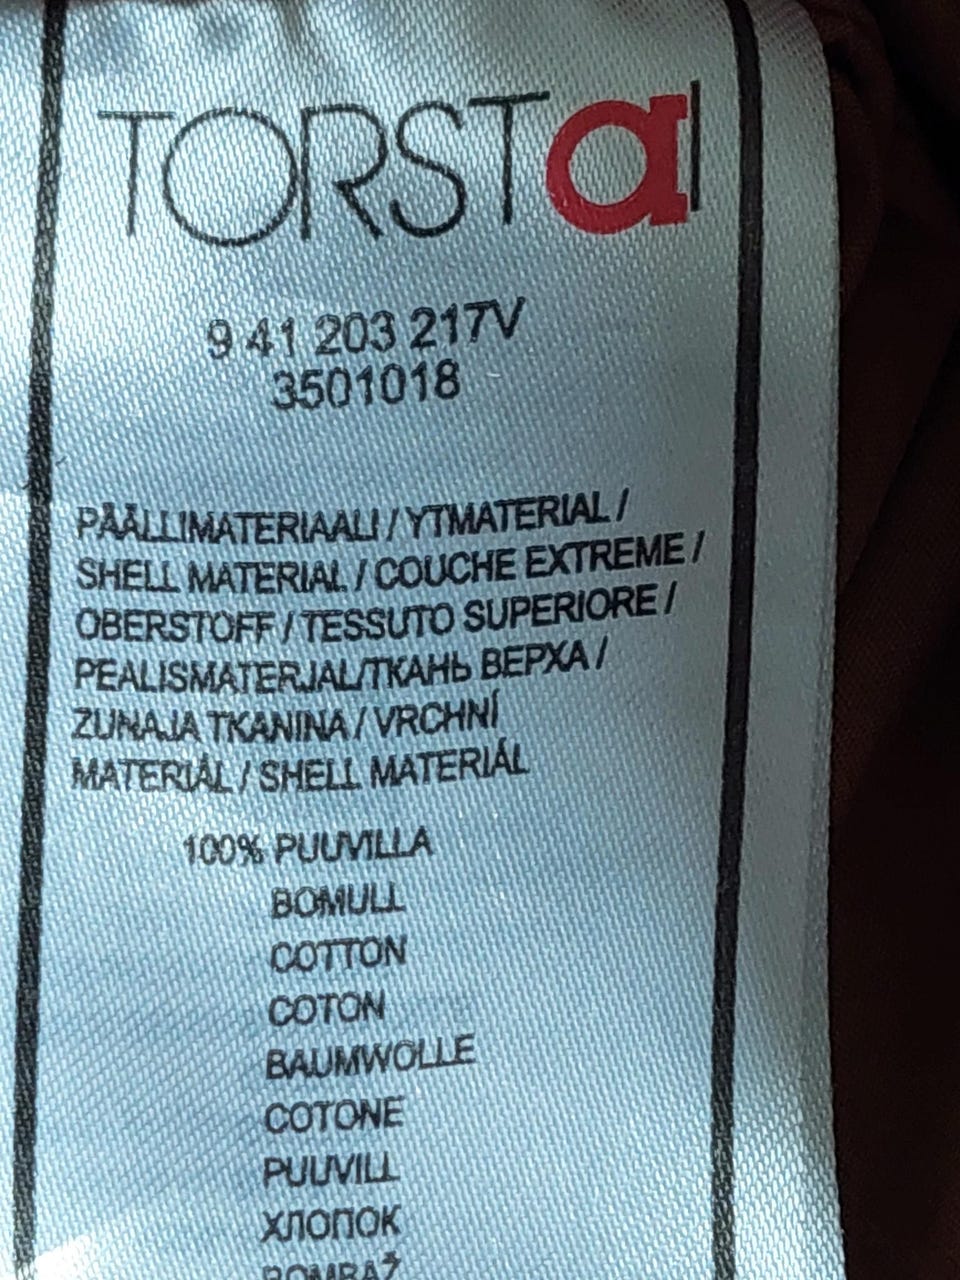 TORSTAI
9 41 203 217V
3501018
PÄÄLLIMATERIAALI / YTMATERIAL /
SHELL MATERIAL / COUCHE EXTREME /
OBERSTOFF / TESSUTO SUPERIORE /
PEALISMATERJAL/ТКАНЬ ВЕРХА /
ZUNAJA TKANINA / VRCHNÍ
MATERIÁL / SHELL MATERIÁL
100% PUUVILLA
BOMULL
COTTON
COTON
BAUMWOLLE
COTONE
PUUVILL
ХЛОПОК
BOMBAŽ